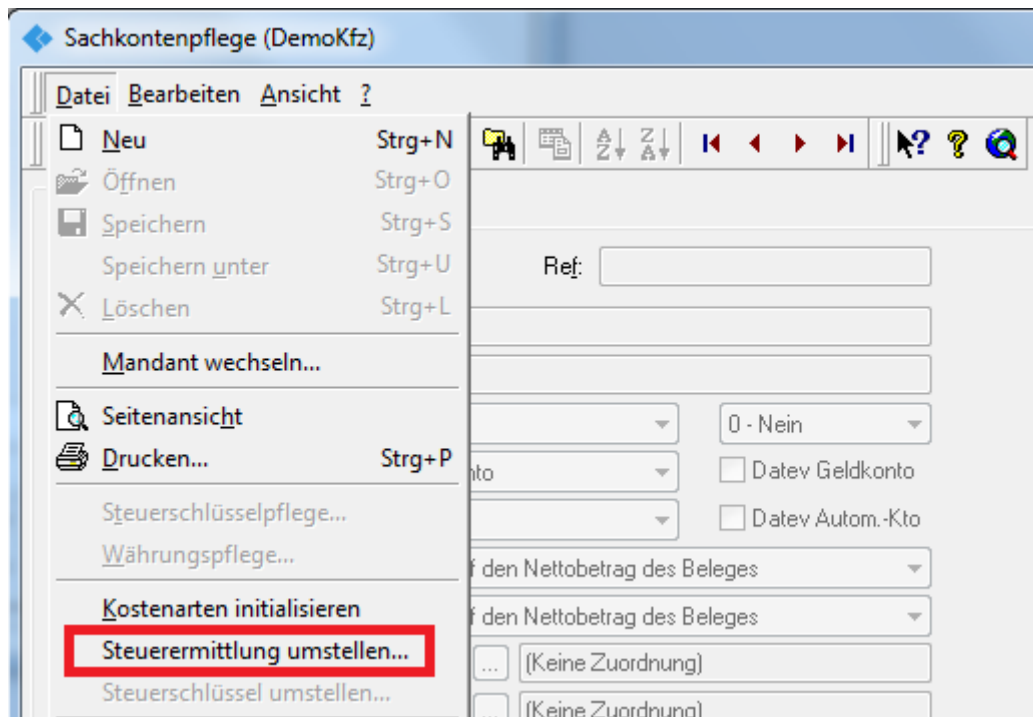 Sachkontenpflege (DemoKfz)
Datei Bearbeiten Ansicht ?
Neu Strg+N
Öffnen Strg+O
Speichern Strg+S
Speichern unter Strg+U
Löschen Strg+L
Mandant wechseln...
Seitenansicht
Drucken... Strg+P
Steuerschlüsselpflege...
Währungspflege...
Kostenarten initialisieren
Steuerermittlung umstellen...
Steuerschlüssel umstellen...
Ref:
0 - Nein
Datev Geldkonto
Datev Autom.-Kto
den Nettobetrag des Beleges
den Nettobetrag des Beleges
... (Keine Zuordnung)
... (Keine Zuordnung)